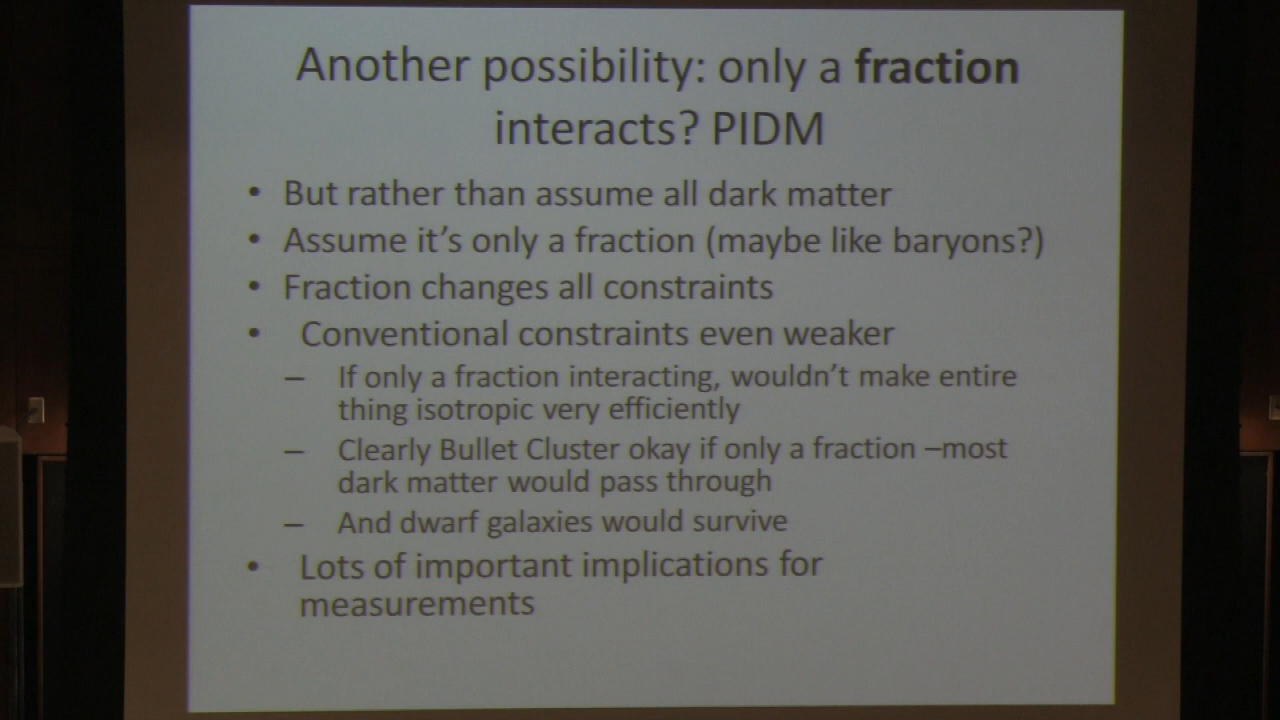 Another possibility: only a fraction
interacts? PIDM
• But rather than assume all dark matter
• Assume it's only a fraction (maybe like baryons?)
• Fraction changes all constraints
• Conventional constraints even weaker
– If only a fraction interacting, wouldn't make entire
thing isotropic very efficiently
– Clearly Bullet Cluster okay if only a fraction –most
dark matter would pass through
– And dwarf galaxies would survive
• Lots of important implications for
measurements